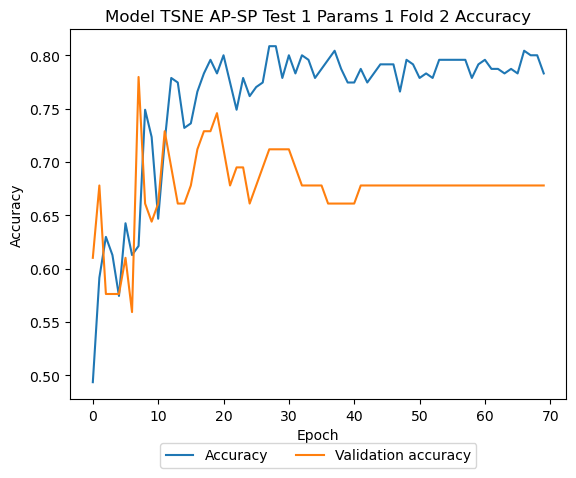 Model TSNE AP-SP Test 1 Params 1 Fold 2 Accuracy
0.80
0.75
0.70
0.65
0.60
0.55
0.50
Accuracy
0 10 20 30 40 50 60 70
Epoch
Accuracy Validation accuracy